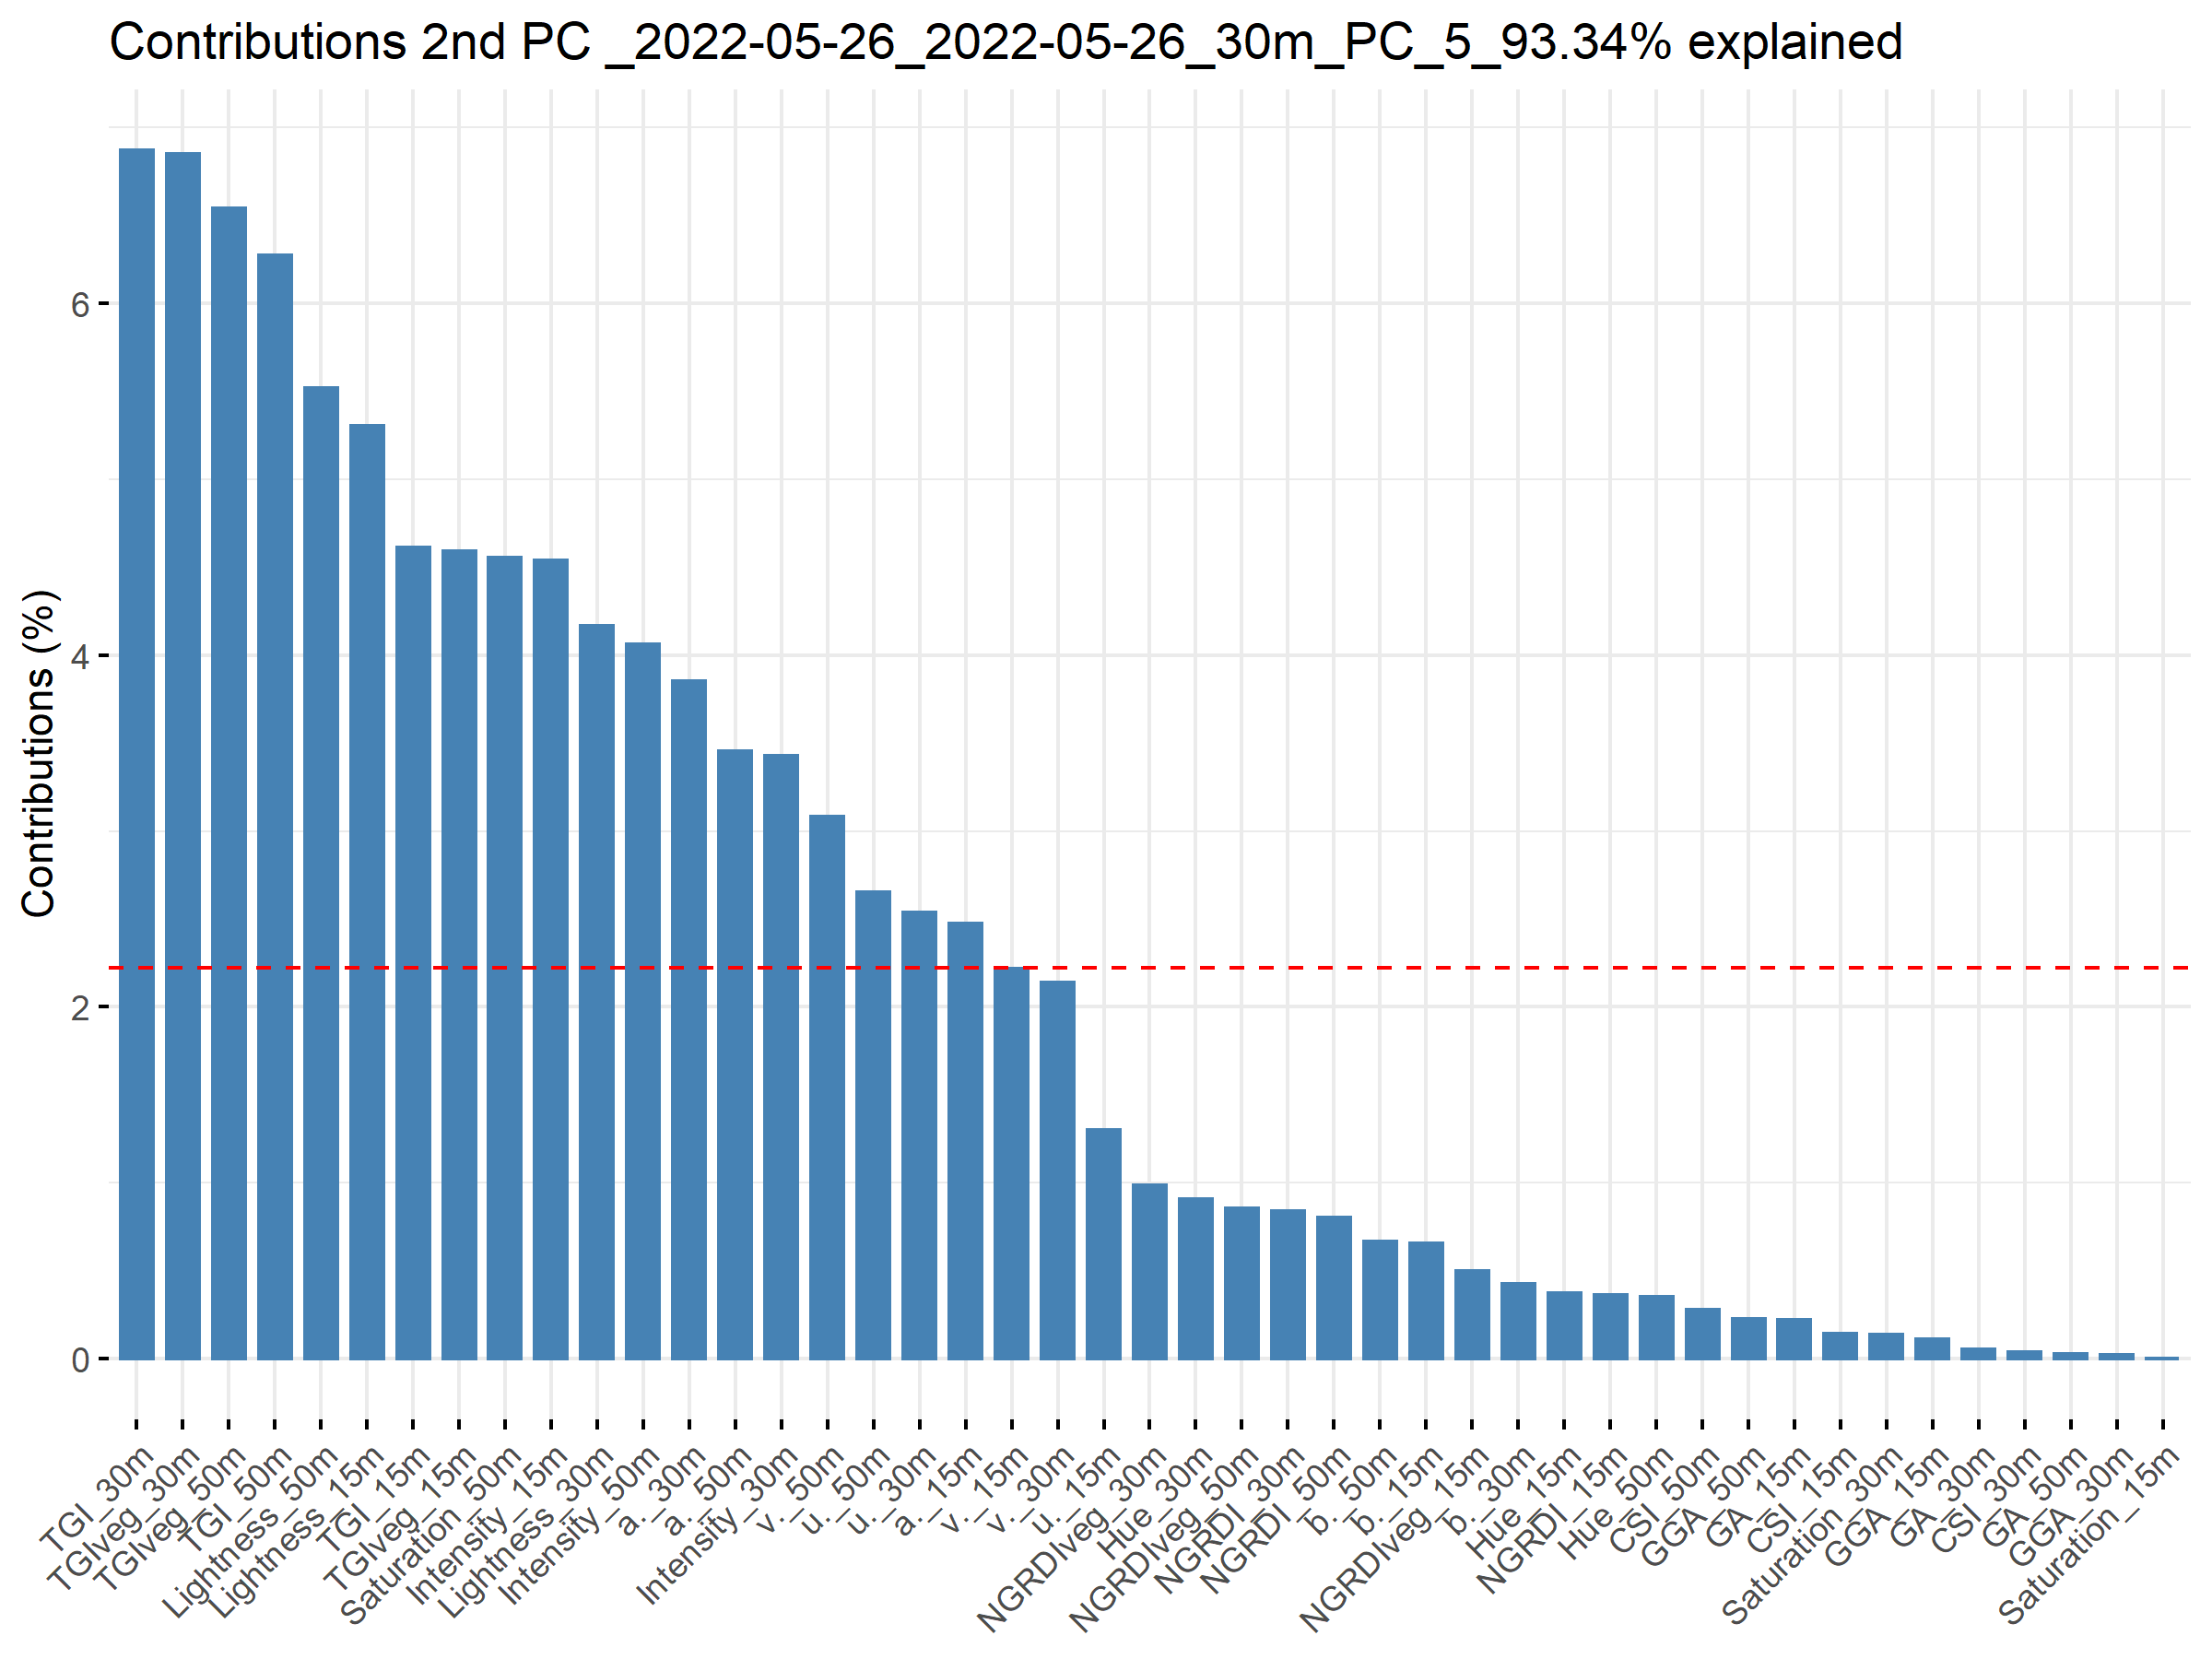 Contributions 2nd PC _2022-05-26_2022-05-26_30m_PC_5_93.34% explained
Contributions (%)
6
4
2
0
TGI_30m
TGIveg_30m
TGIveg_50m
TGI_50m
Lightness_50m
Lightness_15m
TGI_15m
TGIveg_15m
Saturation_50m
Intensity_15m
Lightness_30m
Intensity_50m
a._30m
a._50m
Intensity_30m
v._50m
u._50m
u._30m
a._15m
v._15m
v._30m
u._15m
NGRDIveg_30m
Hue_30m
NGRDIveg_50m
NGRDI_30m
NGRDI_50m
b._50m
b._15m
NGRDIveg_15m
b._30m
Hue_15m
NGRDI_15m
Hue_50m
CSI_50m
GGA_50m
GA_15m
CSI_15m
Saturation_30m
GGA_15m
GA_30m
CSI_30m
GA_50m
GGA_30m
Saturation_15m